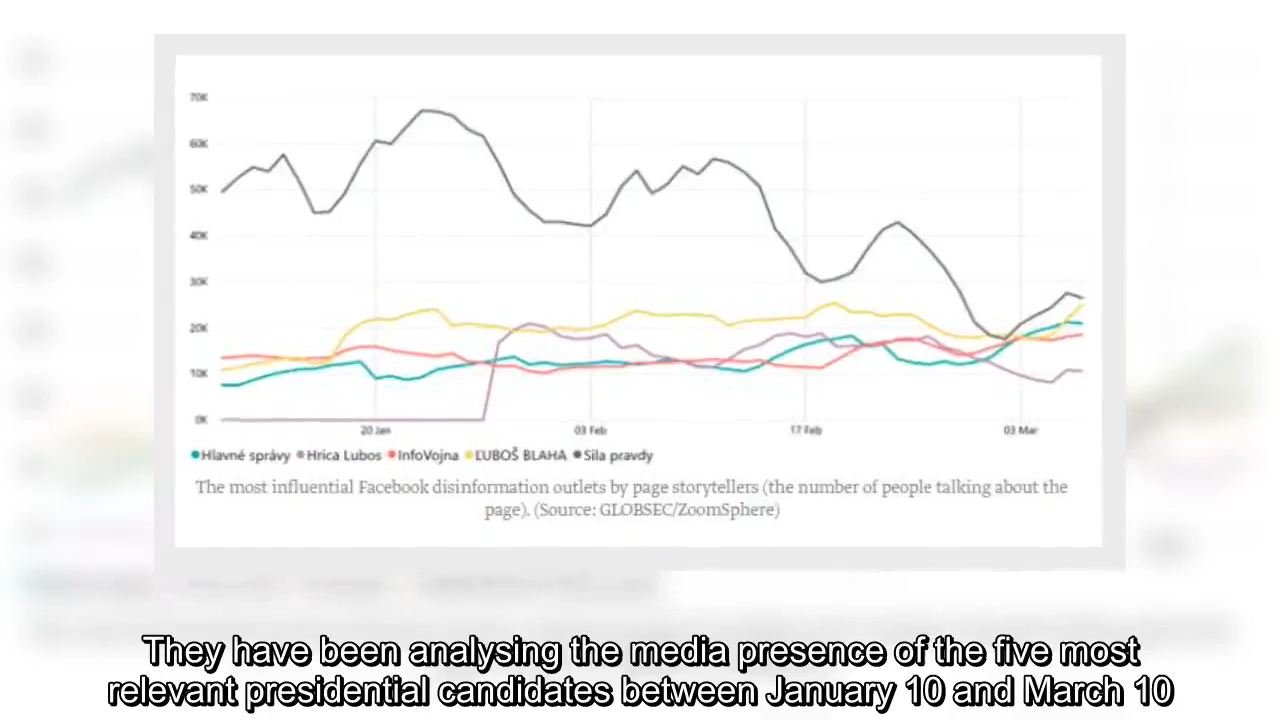 70K
60K
50K
40K
30K
20K
10K
0K
20 Jan
03 Feb
17 Feb
03 Mar
Hlavné správy Hrica Lubos InfoVojna ĽUBOŠ BLAHA Sila pravdy
The most influential Facebook disinformation outlets by page storytellers (the number of people talking about the
page). (Source: GLOBSEC/ZoomSphere)
They have been analysing the media presence of the five most
relevant presidential candidates between January 10 and March 10